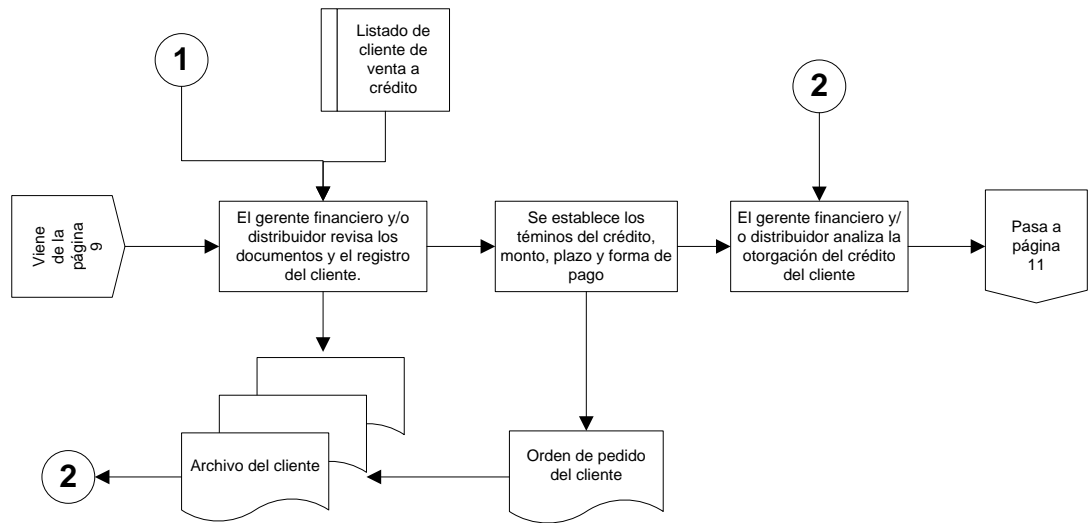 1
Listado de
cliente de
venta a
crédito
2
Viene
de la
página
9
El gerente financiero y/o
distribuidor revisa los
documentos y el registro
del cliente.
Se establece los
téminos del crédito,
monto, plazo y forma de
pago
El gerente financiero y/
o distribuidor analiza la
otorgación del crédito
del cliente
Pasa a
página
11
2
Archivo del cliente
Orden de pedido
del cliente